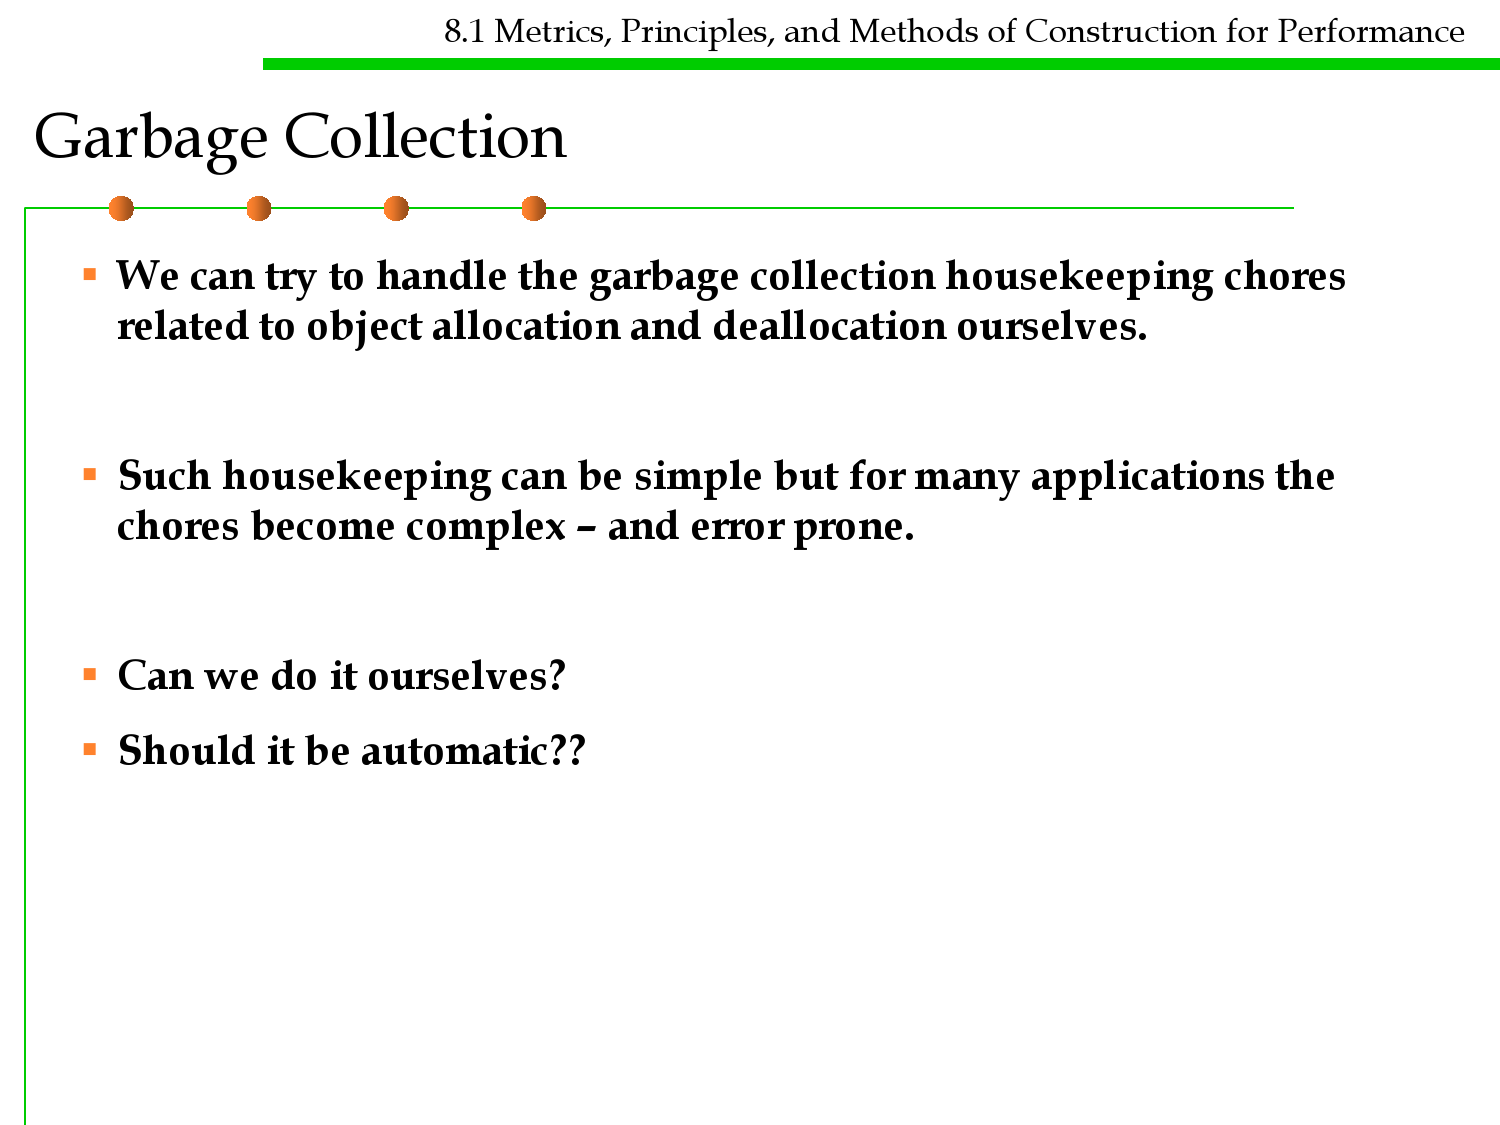 8.1 Metrics, Principles, and Methods of Construction for Performance
Garbage Collection
▪ We can try to handle the garbage collection housekeeping chores
related to object allocation and deallocation ourselves.
▪ Such housekeeping can be simple but for many applications the
chores become complex – and error prone.
▪ Can we do it ourselves?
▪ Should it be automatic??